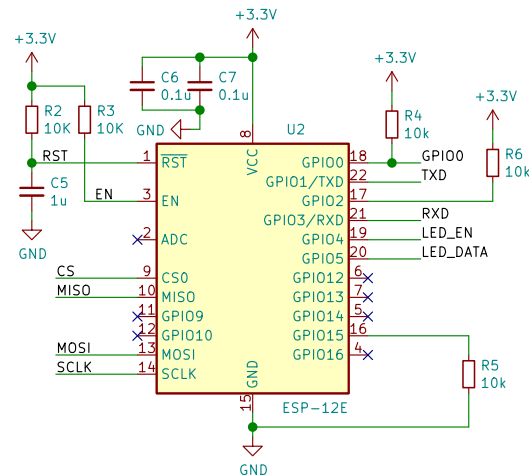 +3.3V
+3.3V
C6
0.1u
C7
0.1u
+3.3V
+3.3V
R2
10K
R3
10K
GND
8
U2
R4
10k
R6
10k
RST
1
RST
VCC
GPIO0
18
GPIO0
GPIO1/TXD
22
TXD
C5
1u
EN
3
EN
GPIO2
17
GPIO3/RXD
21
RXD
GND
2
ADC
GPIO4
19
LED_EN
GPIO5
20
LED_DATA
CS
9
CS0
GPIO12
6
MISO
10
MISO
GPIO13
7
11
GPIO9
GPIO14
5
12
GPIO10
GPIO15
16
MOSI
13
MOSI
GPIO16
4
SCLK
14
SCLK
GND
R5
10k
15
ESP-12E
GND